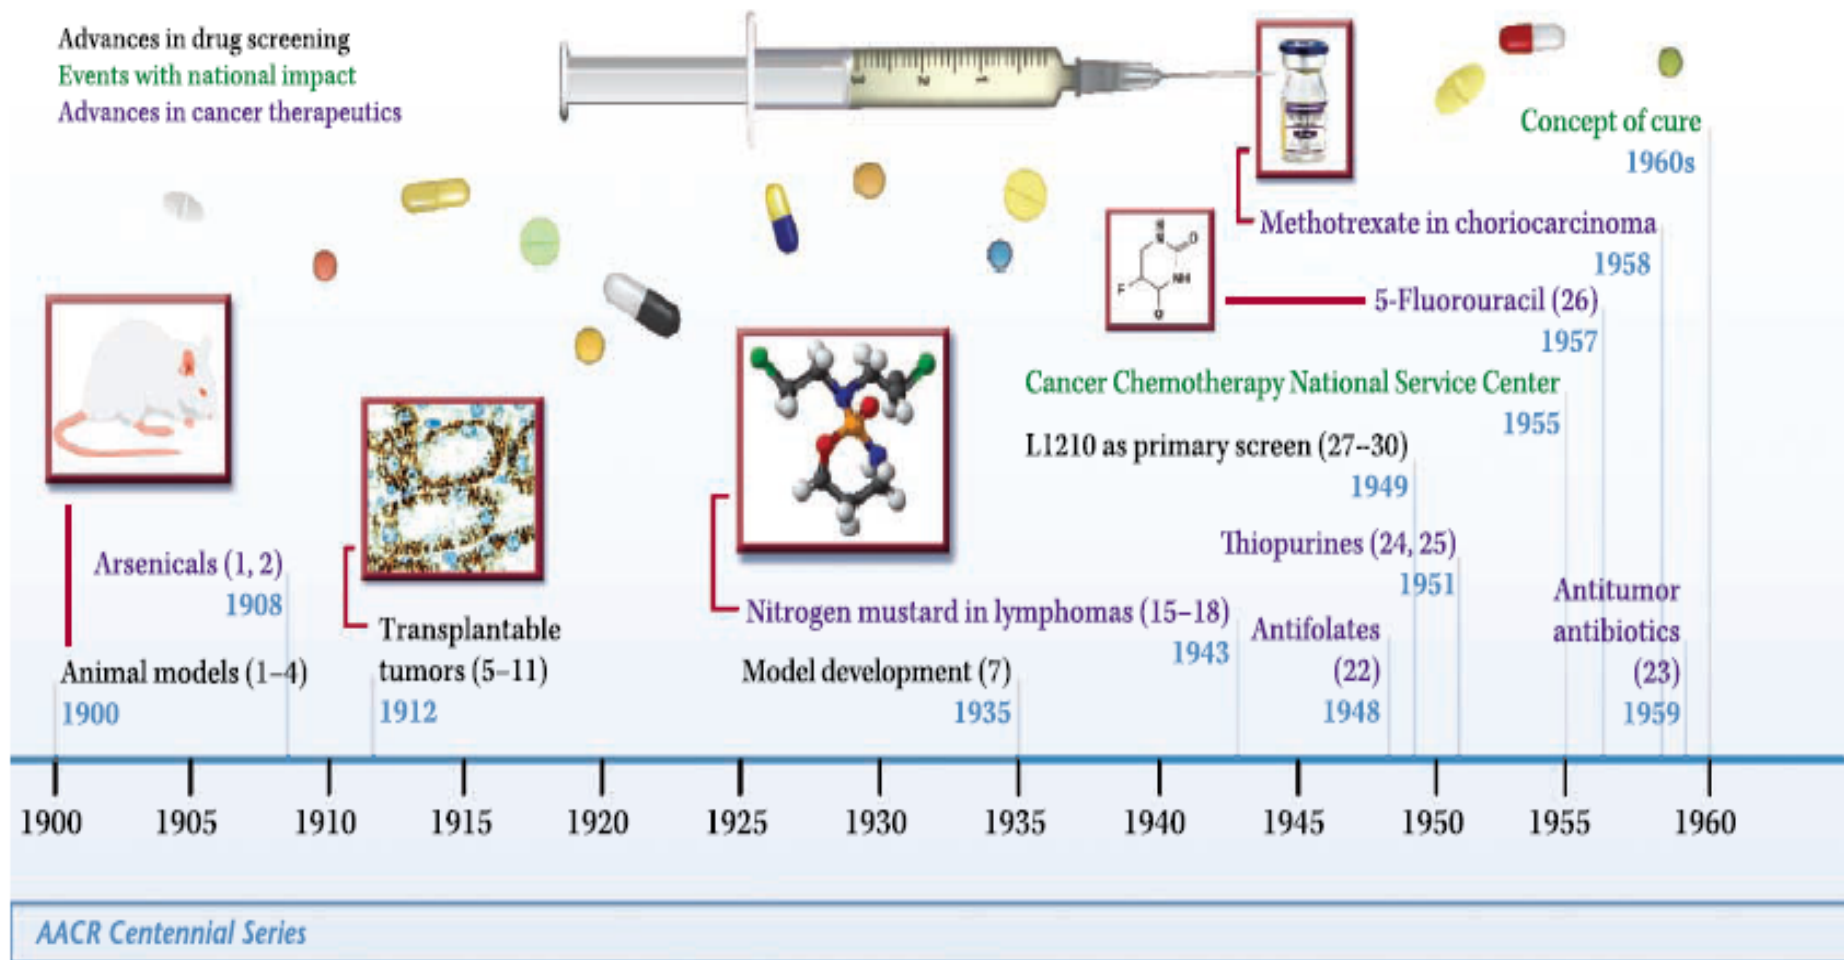 Advances in drug screening
Events with national impact
Advances in cancer therapeutics
3 2 1
Concept of cure
1960s
Methotrexate in choriocarcinoma
1958
H
N
O
NH
F
O
5-Fluorouracil (26)
1957
Cancer Chemotherapy National Service Center
1955
L1210 as primary screen (27–30)
1949
Thiopurines (24, 25)
1951
Arsenicals (1, 2)
1908
Antitumor
antibiotics
(23)
1959
Nitrogen mustard in lymphomas (15–18)
1943
Antifolates
(22)
1948
Transplantable
tumors (5–11)
1912
Animal models (1–4)
1900
Model development (7)
1935
1900 1905 1910 1915 1920 1925 1930 1935 1940 1945 1950 1955 1960
AACR Centennial Series